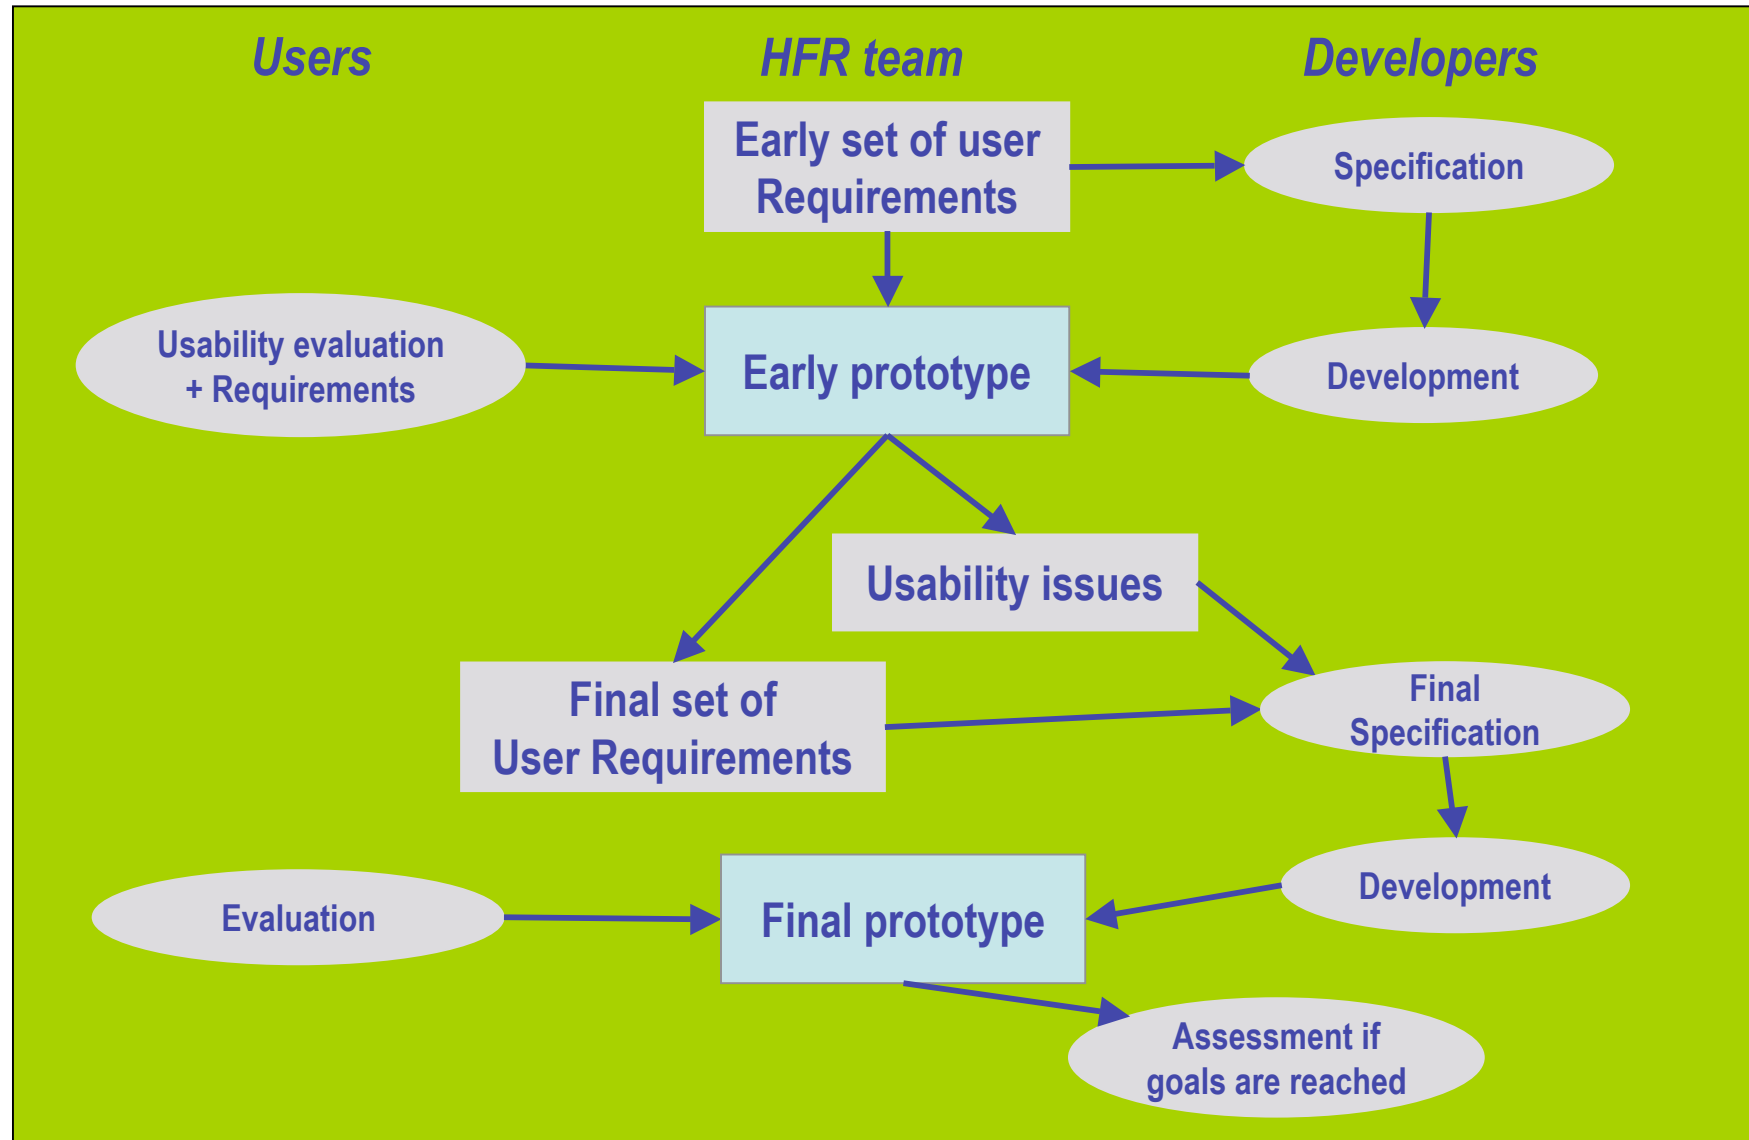 Users
HFR team
Developers
Early set of user
Requirements
Specification
Usability evaluation
+ Requirements
Early prototype
Development
Usability issues
Final set of
User Requirements
Final
Specification
Evaluation
Final prototype
Development
Assessment if
goals are reached